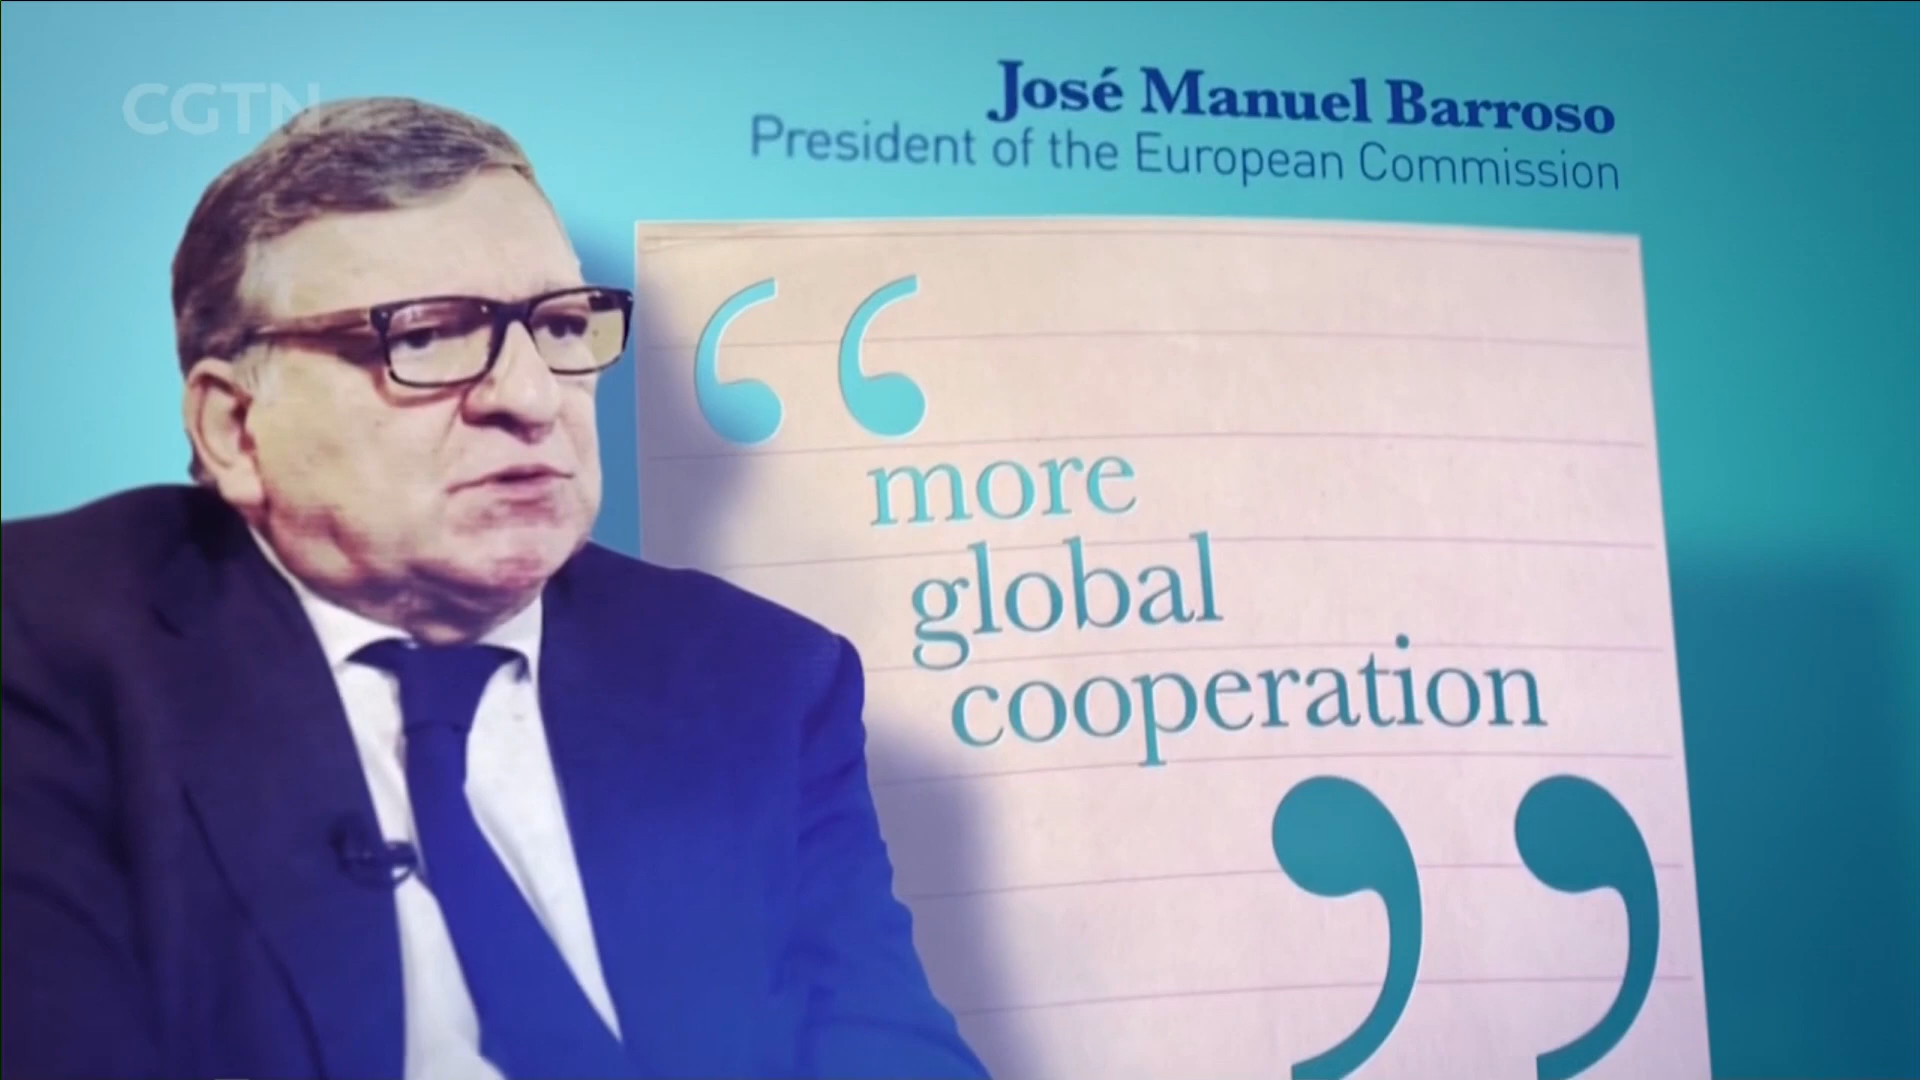 CGTN
José Manuel Barroso
President of the European Commission
“
more
global
cooperation
”